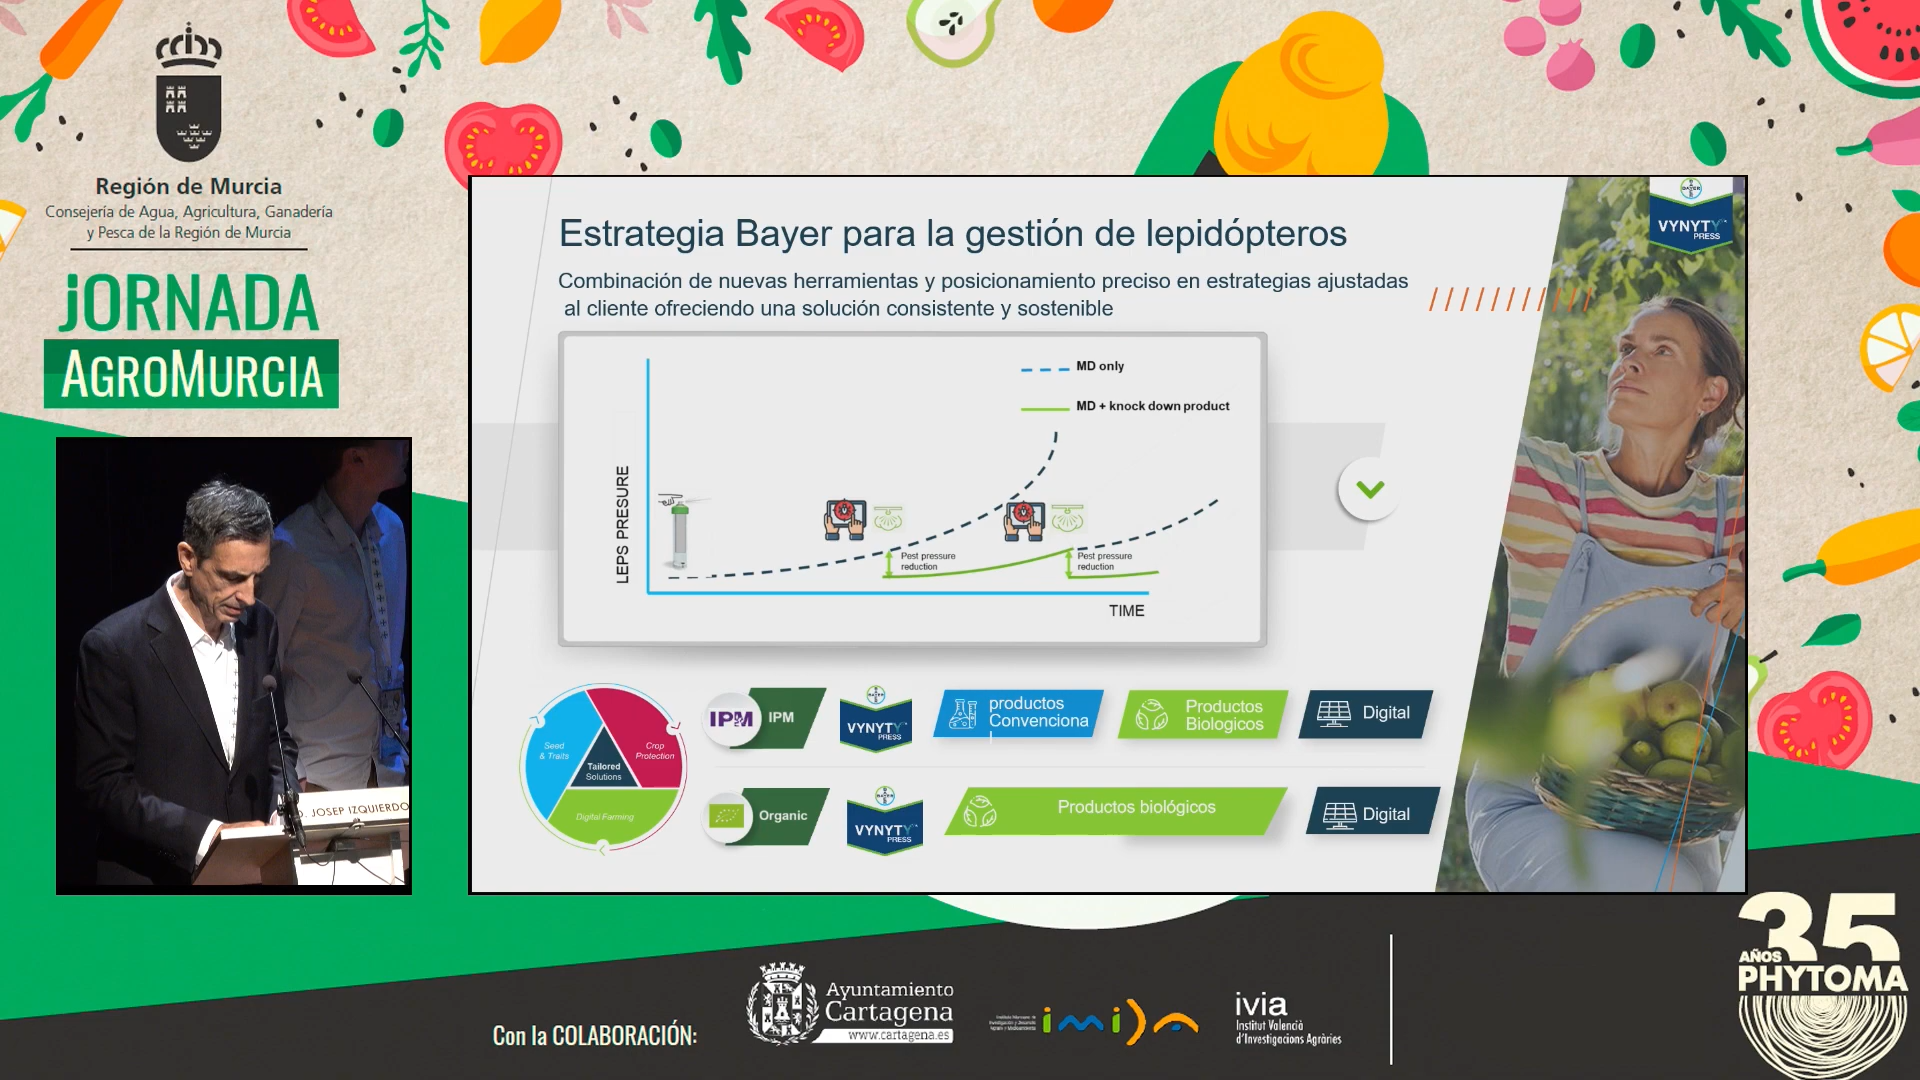 Región de Murcia
Consejería de Agua, Agricultura, Ganadería
y Pesca de la Región de Murcia
jORNADA
AGROMURCIA
D. JOSEP IZQUIERDO
BAYER
VYNYTY
PRESS
Estrategia Bayer para la gestión de lepidópteros
Combinación de nuevas herramientas y posicionamiento preciso en estrategias ajustadas
al cliente ofreciendo una solución consistente y sostenible
MD only
MD + knock down product
LEPS PRESSURE
Pest pressure
reduction
Pest pressure
reduction
TIME
Seed
& Traits
Crop
Protection
Tailored
Solutions
Digital Farming
IPM
IPM
BAYER
VYNYTY
PRESS
productos
Convenciona
l
Productos
Biologicos
Digital
Organic
BAYER
VYNYTY
PRESS
Productos biológicos
Digital
Con la COLABORACIÓN:
Ayuntamiento
Cartagena
www.cartagena.es
imida
ivia
Institut Valencià
d'Investigacions Agràries
35
AÑOS
PHYTOMA